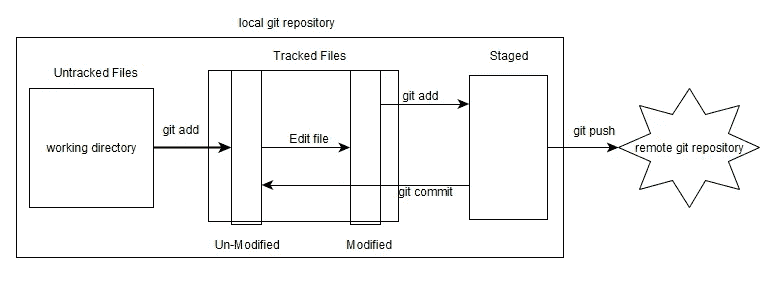 local git repository
Untracked Files
Tracked Files
Staged
working directory
git add
Edit file
git add
git commit
git push
remote git repository
Un-Modified
Modified